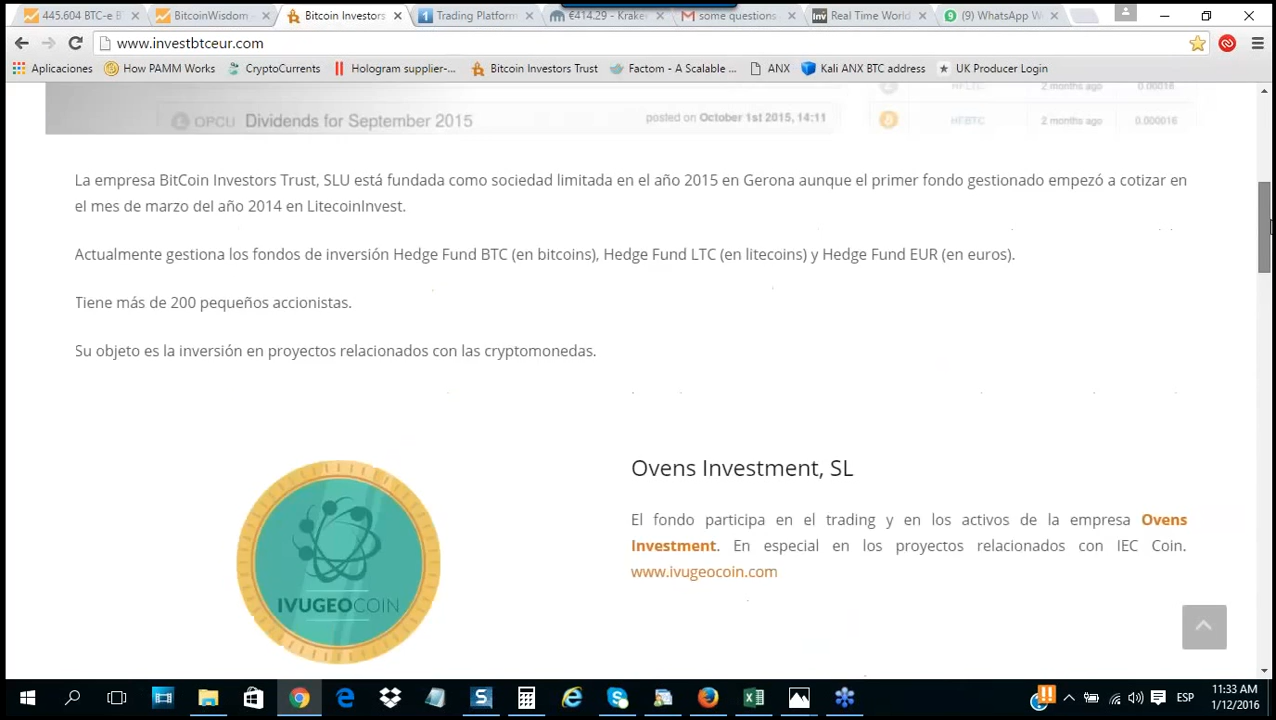 445.604 BTC-e B
BitcoinWisdom
Bitcoin Investors
Trading Platform
€414.29 - Krake
some questions
Real Time World
(9) WhatsApp W
www.investbtceur.com
Aplicaciones
How PAMM Works
CryptoCurrents
Hologram supplier-...
Bitcoin Investors Trust
Factom - A Scalable ...
ANX
Kali ANX BTC address
UK Producer Login
HFLTC 2 months ago 0.00016
OPCU Dividends for September 2015 posted on October 1st 2015, 14:11
HFBTC 2 months ago 0.000016
La empresa BitCoin Investors Trust, SLU está fundada como sociedad limitada en el año 2015 en Gerona aunque el primer fondo gestionado empezó a cotizar en
el mes de marzo del año 2014 en LitecoinInvest.
Actualmente gestiona los fondos de inversión Hedge Fund BTC (en bitcoins), Hedge Fund LTC (en litecoins) y Hedge Fund EUR (en euros).
Tiene más de 200 pequeños accionistas.
Su objeto es la inversión en proyectos relacionados con las cryptomonedas.
IVUGEOCOIN
Ovens Investment, SL
El fondo participa en el trading y en los activos de la empresa Ovens
Investment. En especial en los proyectos relacionados con IEC Coin.
www.ivugeocoin.com
ESP
11:33 AM
1/12/2016